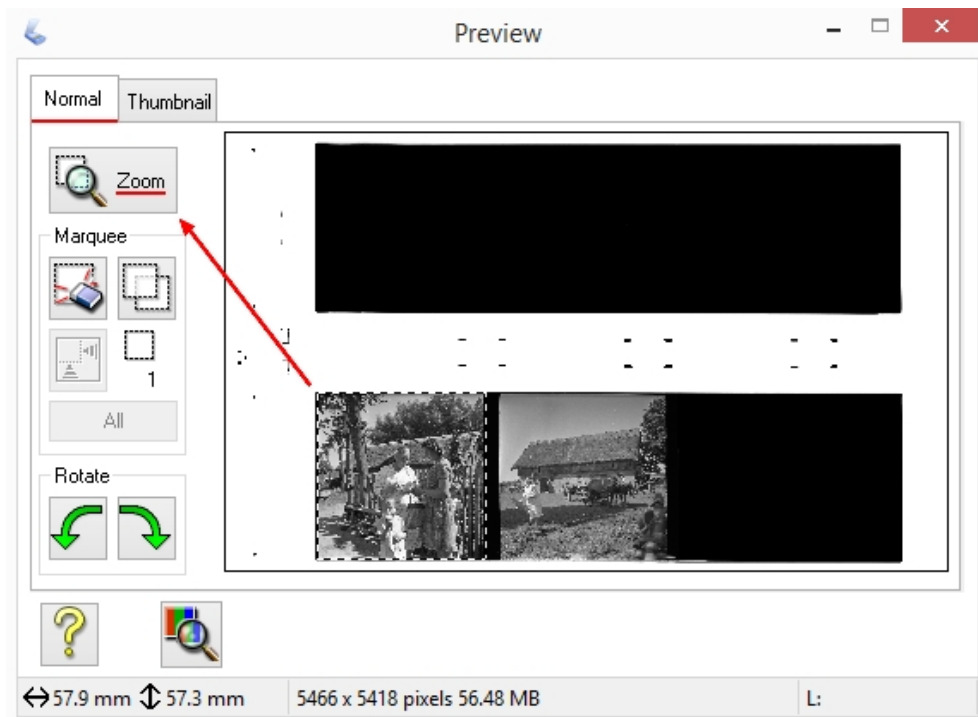 Preview
Normal Thumbnail
Zoom
Marquee
1
All
Rotate
57.9 mm 57.3 mm 5466 x 5418 pixels 56.48 MB L: